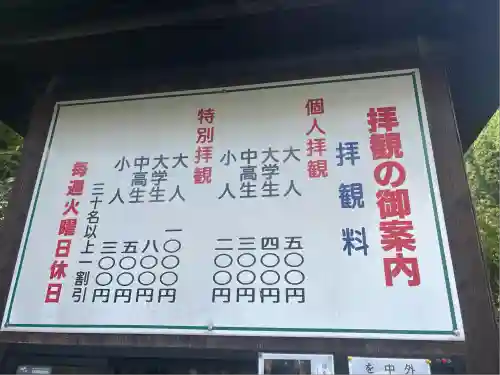 拝観の御案内
拝観料
個人拝観
大人 五〇〇円
大学生 四〇〇円
中高生 三〇〇円
小人 二〇〇円
特別拝観
大人 一〇〇〇円
大学生 八〇〇円
中高生 五〇〇円
小人 三〇〇円
三十名以上一割引
毎週火曜日休日
を中外